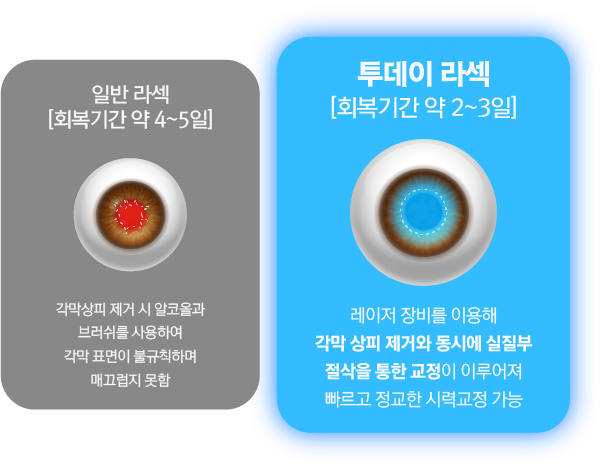 일반 라섹
[회복기간 약 4~5일]
각막상피 제거 시 알코올과
브러쉬를 사용하여
각막 표면이 불규칙하며
매끄럽지 못함
투데이 라섹
[회복기간 약 2~3일]
레이저 장비를 이용해
각막 상피 제거와 동시에 실질부
절삭을 통한 교정이 이루어져
빠르고 정교한 시력교정 가능